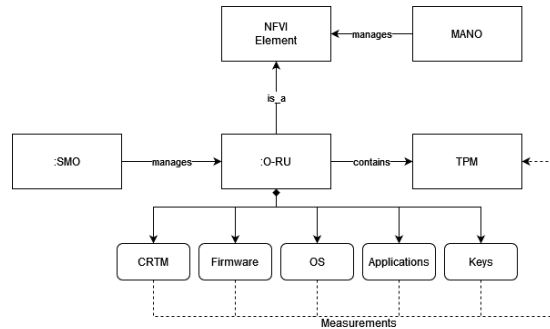 NFVI
Element
manages
MANO
is_a
:SMO
manages
:O-RU
contains
TPM
CRTM
Firmware
OS
Applications
Keys
Measurements